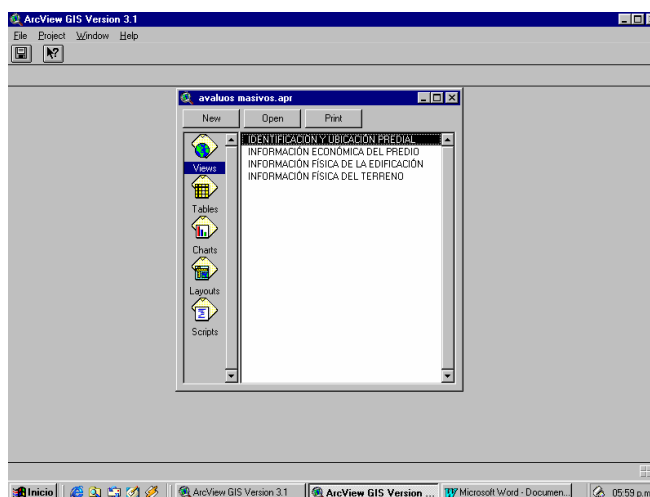 ArcView GIS Version 3.1
File Project Window Help
avaluos masivos.apr
New Open Print
IDENTIFICACIÓN Y UBICACIÓN PREDIAL
INFORMACIÓN ECONÓMICA DEL PREDIO
INFORMACIÓN FÍSICA DE LA EDIFICACIÓN
INFORMACIÓN FÍSICA DEL TERRENO
Views
Tables
Charts
Layouts
Scripts
Inicio ArcView GIS Version 3.1 ArcView GIS Version ... Microsoft Word - Documen... 05:59 p.m